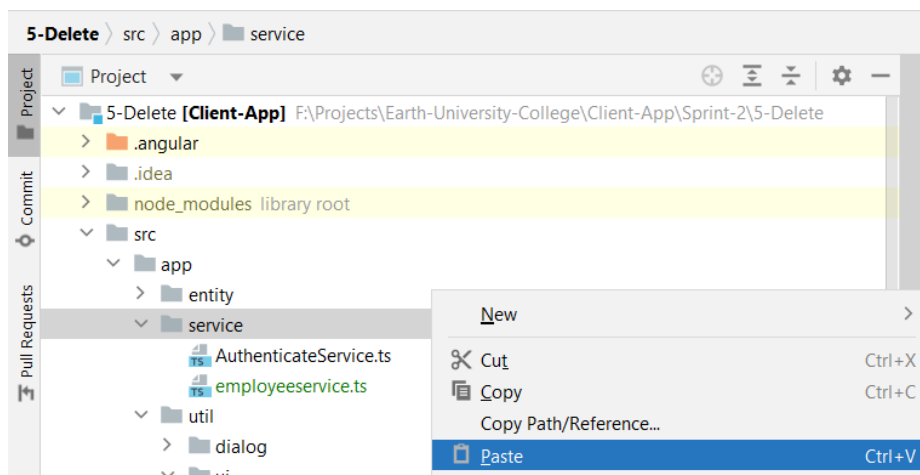 5-Delete 〉 src 〉 app 〉 service
Project
Project
Commit
Pull Requests
5-Delete [Client-App] F:\Projects\Earth-University-College\Client-App\Sprint-2\5-Delete
.angular
.idea
node_modules library root
src
app
entity
service
TS AuthenticateService.ts
TS employeeservice.ts
util
dialog
New
Cut Ctrl+X
Copy Ctrl+C
Copy Path/Reference...
Paste Ctrl+V